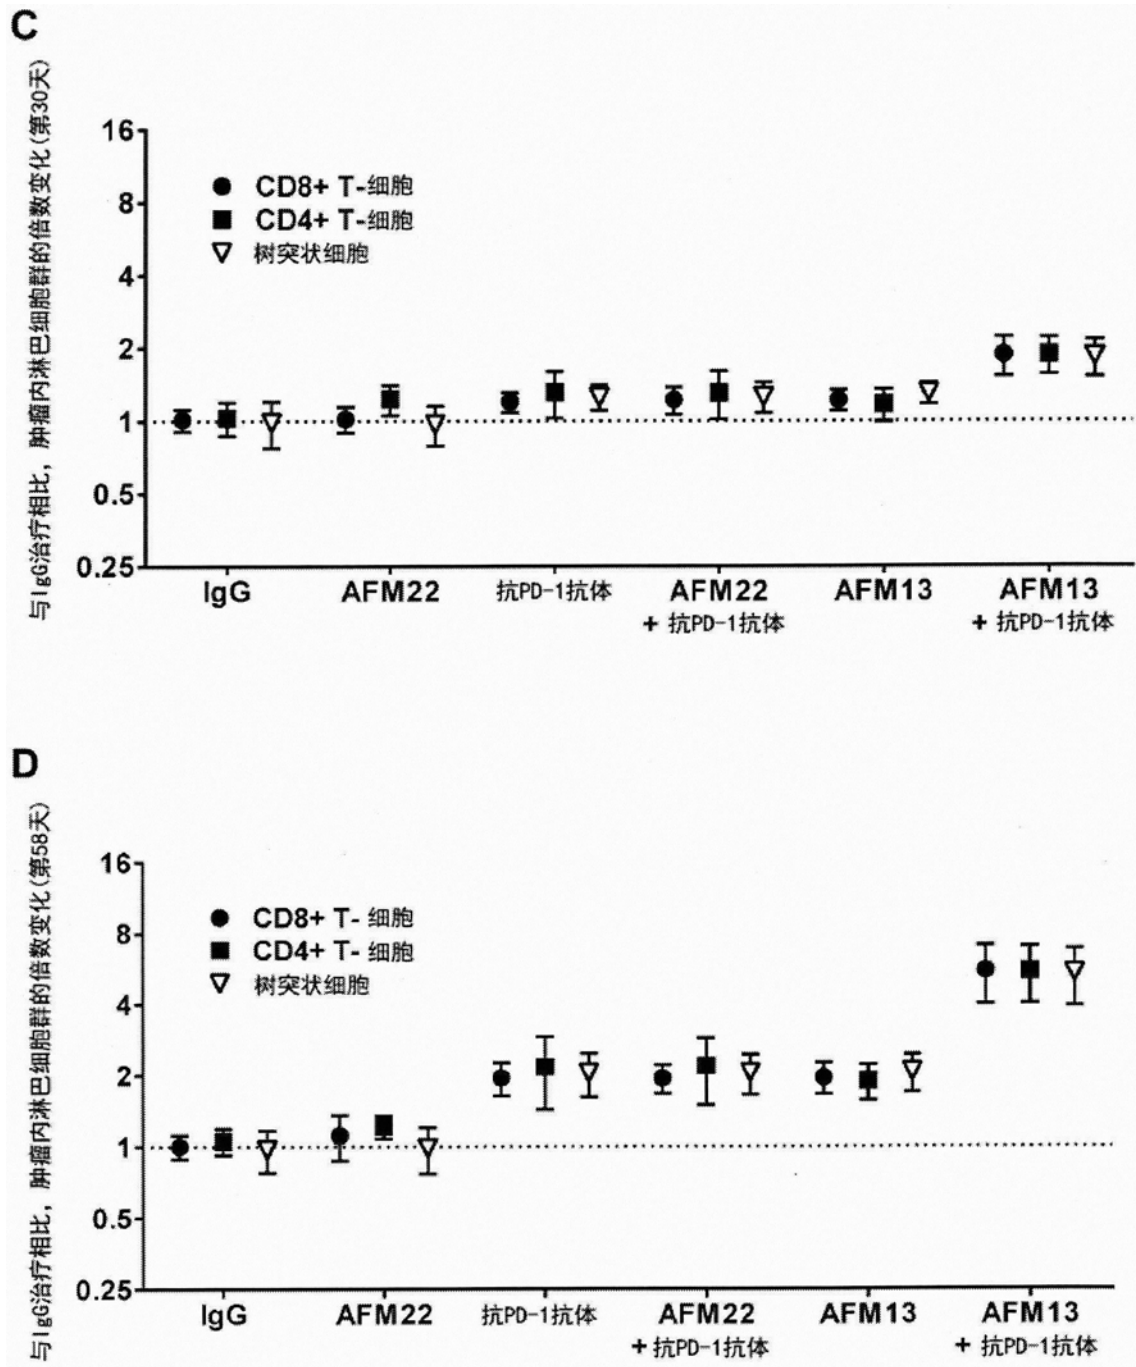 C
与IgG治疗相比，肿瘤内淋巴细胞群的倍数变化(第30天)
16
8
4
2
1
0.5
0.25
CD8+ T-细胞
CD4+ T-细胞
树突状细胞
IgG
AFM22
抗PD-1抗体
AFM22
+ 抗PD-1抗体
AFM13
AFM13
+ 抗PD-1抗体
D
与IgG治疗相比，肿瘤内淋巴细胞群的倍数变化(第58天)
16
8
4
2
1
0.5
0.25
CD8+ T- 细胞
CD4+ T- 细胞
树突状细胞
IgG
AFM22
抗PD-1抗体
AFM22
+ 抗PD-1抗体
AFM13
AFM13
+ 抗PD-1抗体